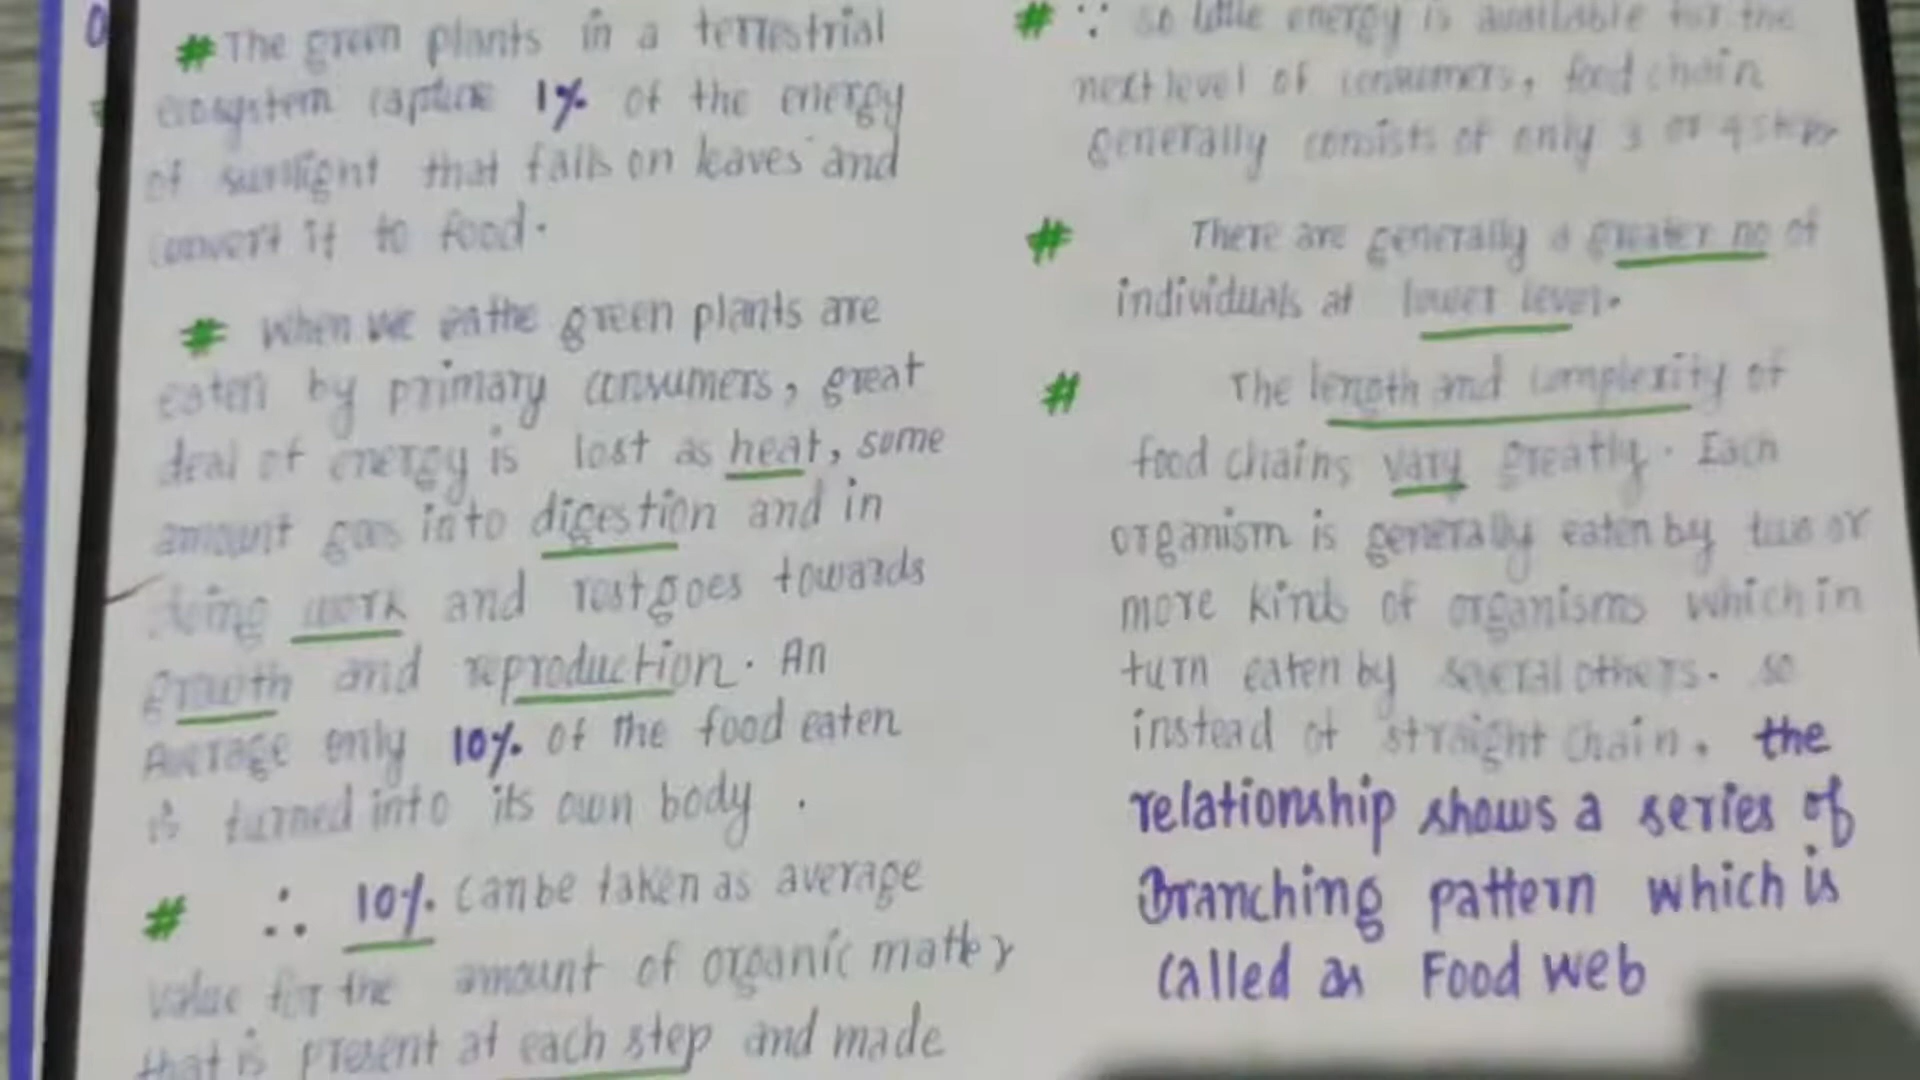 # The green plants in a terrestrial
ecosystem capture 1% of the energy
of sunlight that falls on leaves and
convert it to food.
# When we eathe green plants are
eaten by primary consumers, great
deal of energy is lost as heat, some
amount goes into digestion and in
doing work and rest goes towards
growth and reproduction. An
Average only 10% of the food eaten
is turned into its own body.
# ∴ 10% can be taken as average
value for the amount of organic matter
that is present at each step and made
# ∵ so little energy is available for the
next level of consumers, food chain
generally consists of only 3 or 4 steps
# There are generally a greater no of
individuals at lower level.
# The length and complexity of
food chains vary greatly. Each
organism is generally eaten by two or
more kinds of organisms which in
turn eaten by several others. so
instead of straight chain, the
relationship shows a series of
Branching pattern which is
called as Food web